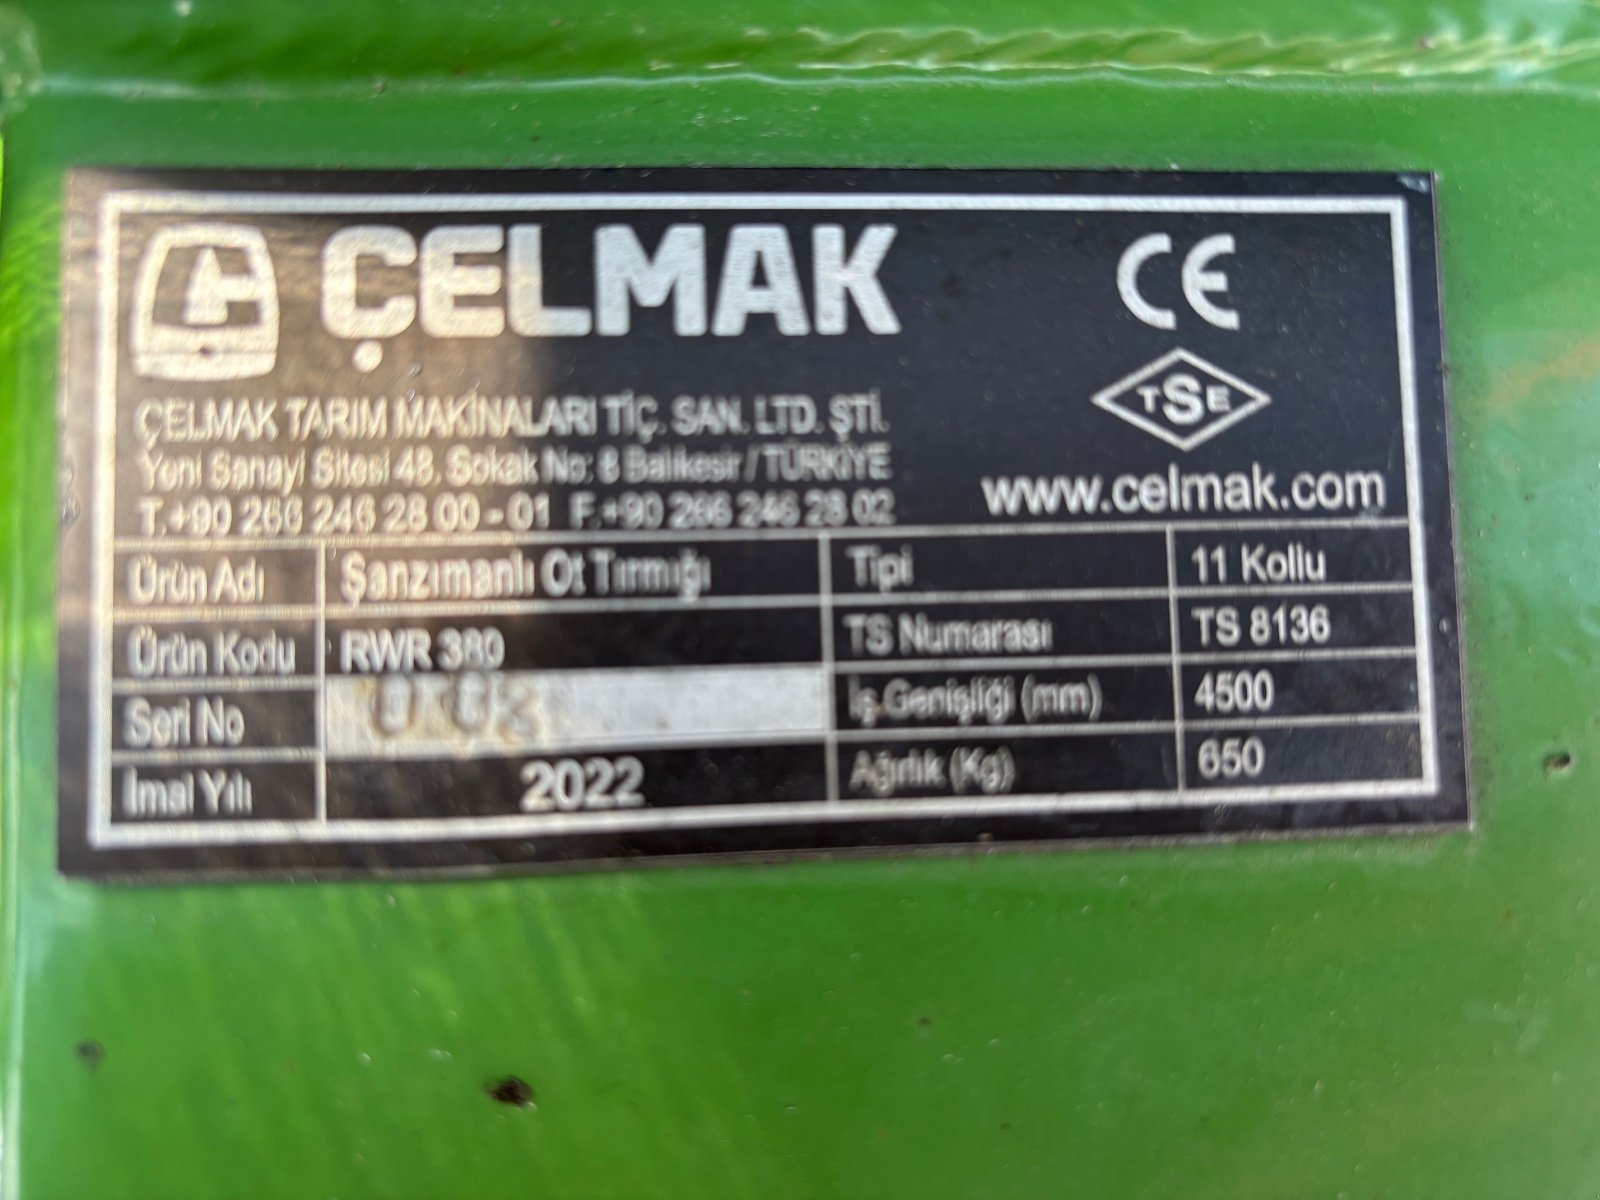 ÇELMAK
CE
TSE
ÇELMAK TARIM MAKİNALARI TİÇ. SAN. LTD. ŞTİ.
Yeni Sanayi Sitesi 48. Sokak No: 8 Balıkesir / TÜRKİYE
T.+90 266 246 28 00 - 01 F.+90 266 246 28 02
www.celmak.com
Ürün Adı Şanzımanlı Ot Tırmığı Tipi 11 Kollu
Ürün Kodu RWR 380 TS Numarası TS 8136
Seri No İş Genişliği (mm) 4500
İmal Yılı 2022 Ağırlık (Kg) 650